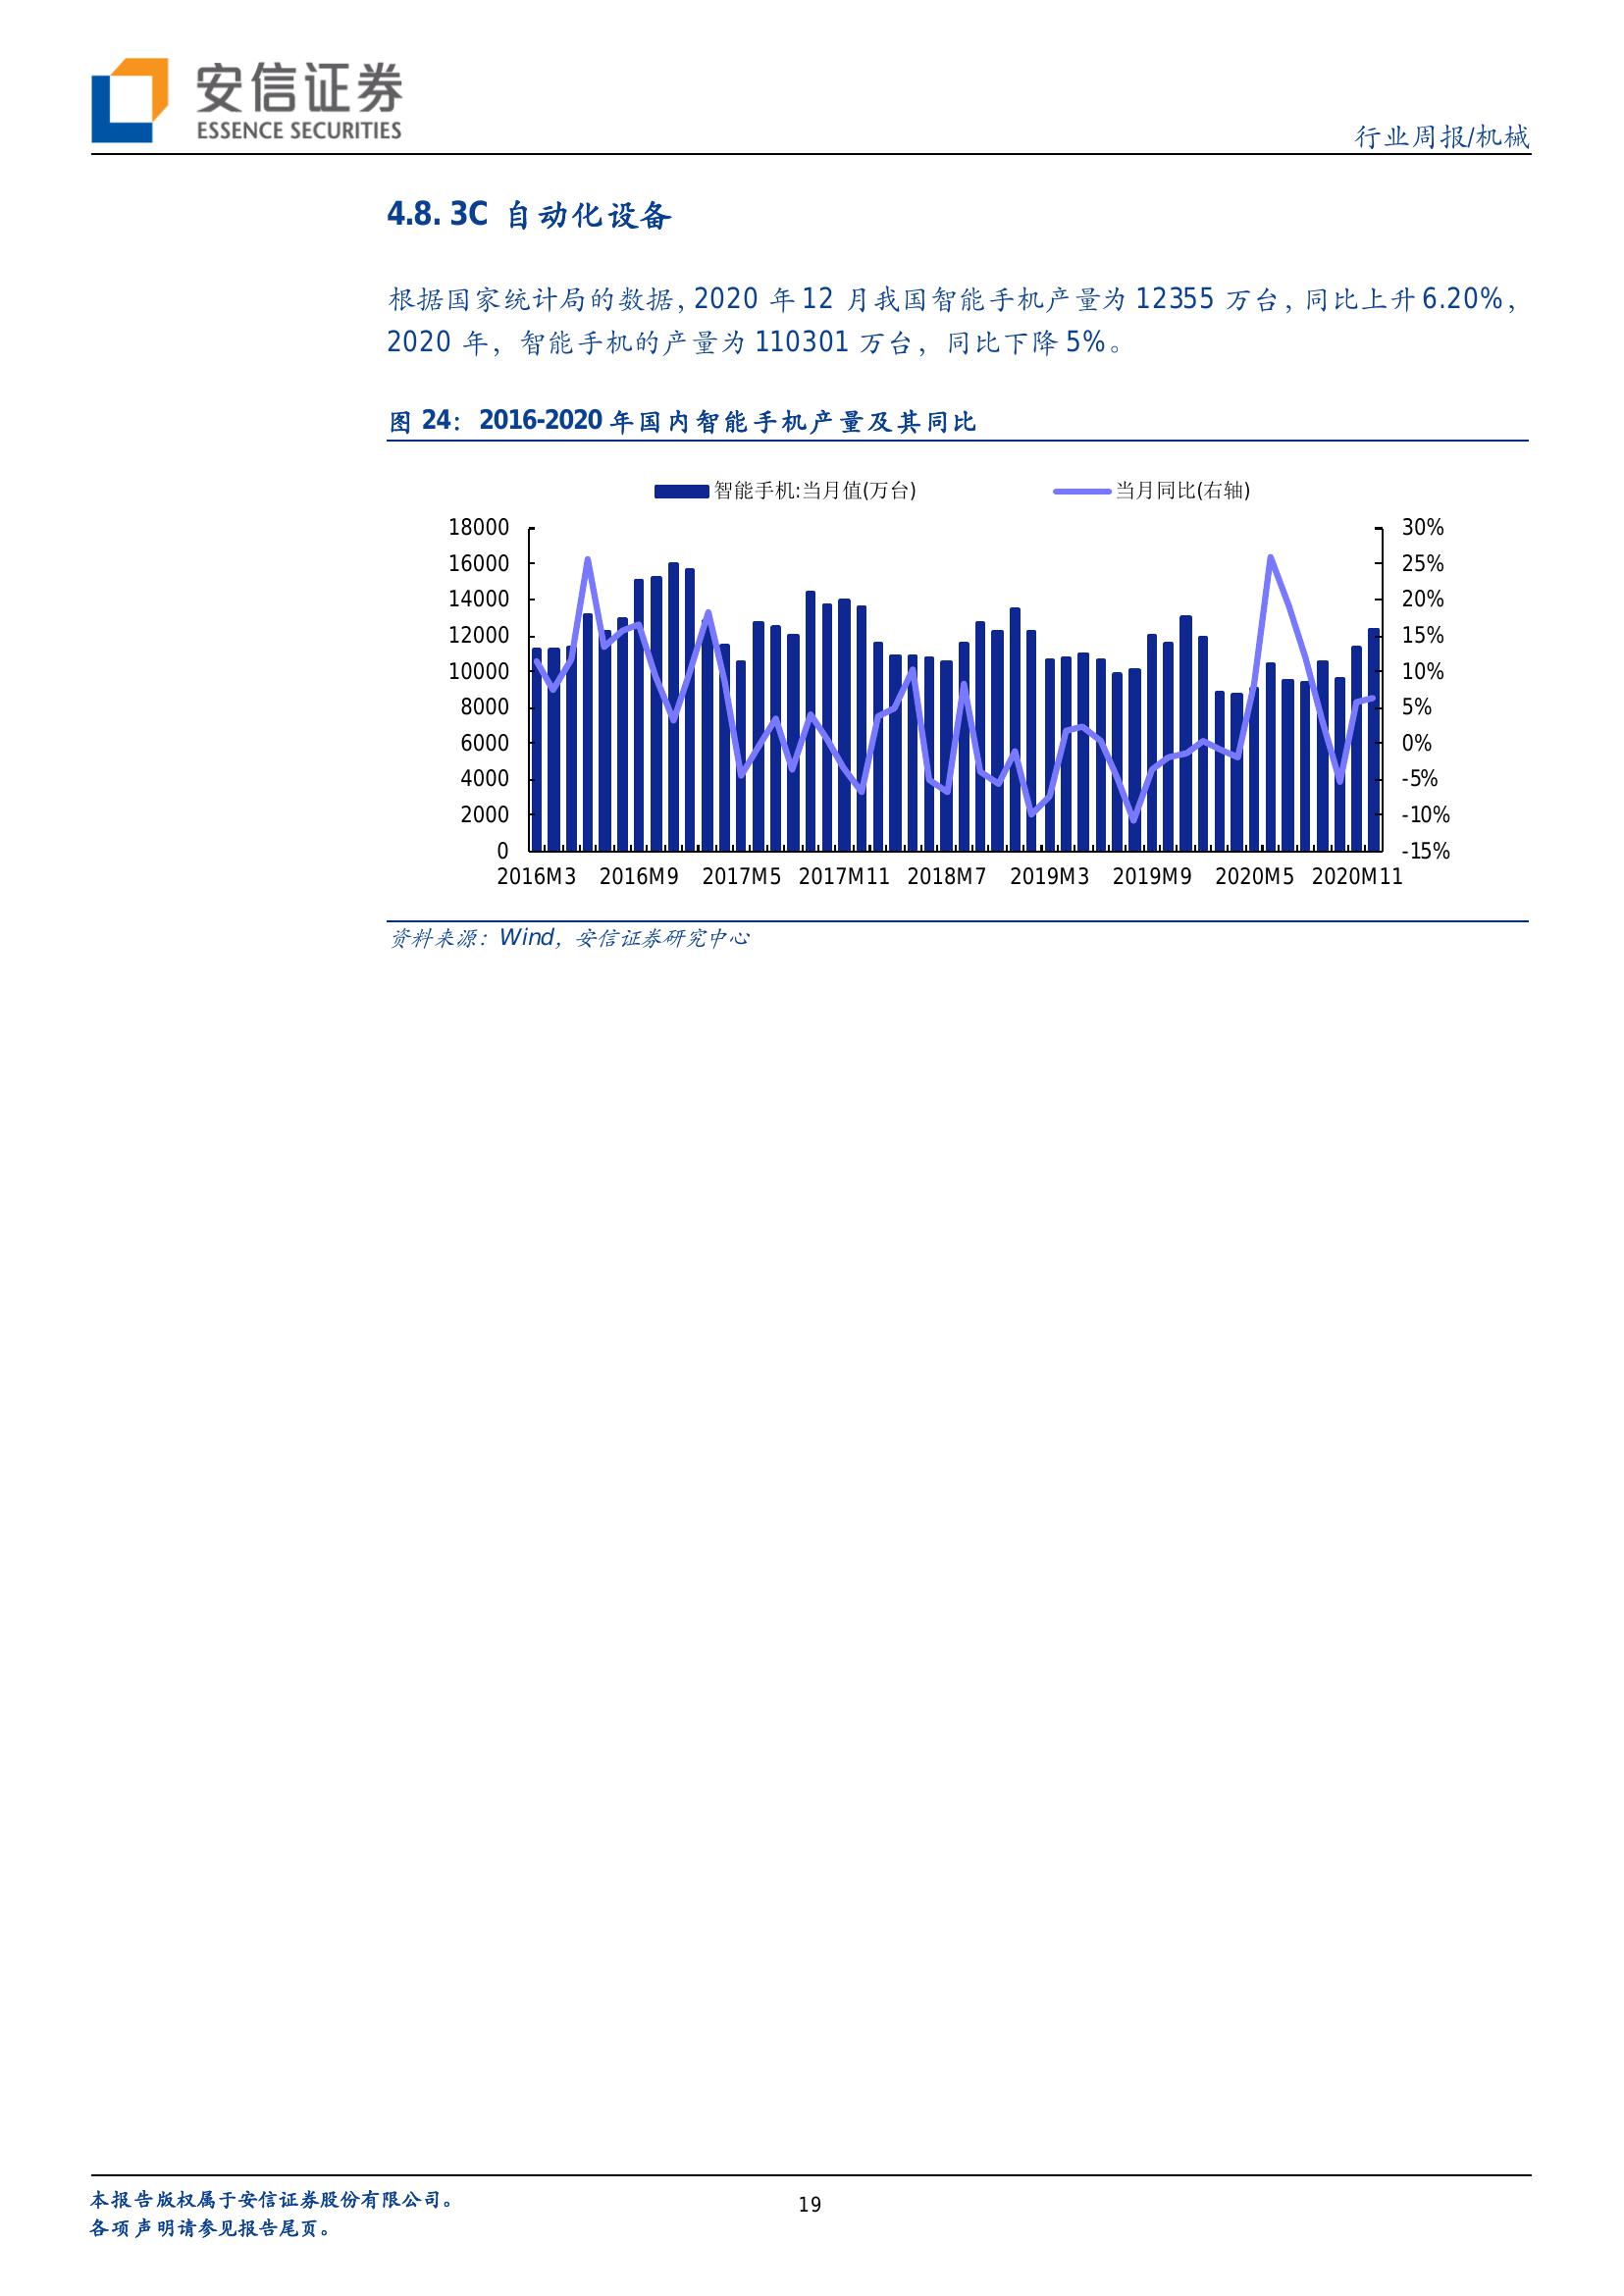 安信证券
ESSENCE SECURITIES
行业周报/机械
4.8. 3C 自动化设备
根据国家统计局的数据，2020 年 12 月我国智能手机产量为 12355 万台，同比上升 6.20%，
2020 年，智能手机的产量为 110301 万台，同比下降 5%。
图 24：2016-2020 年国内智能手机产量及其同比
智能手机:当月值(万台) 当月同比(右轴)
18000 30%
16000 25%
14000 20%
12000 15%
10000 10%
8000 5%
6000 0%
4000 -5%
2000 -10%
0 -15%
2016M3 2016M9 2017M5 2017M11 2018M7 2019M3 2019M9 2020M5 2020M11
资料来源：Wind，安信证券研究中心
本报告版权属于安信证券股份有限公司。
19
各项声明请参见报告尾页。